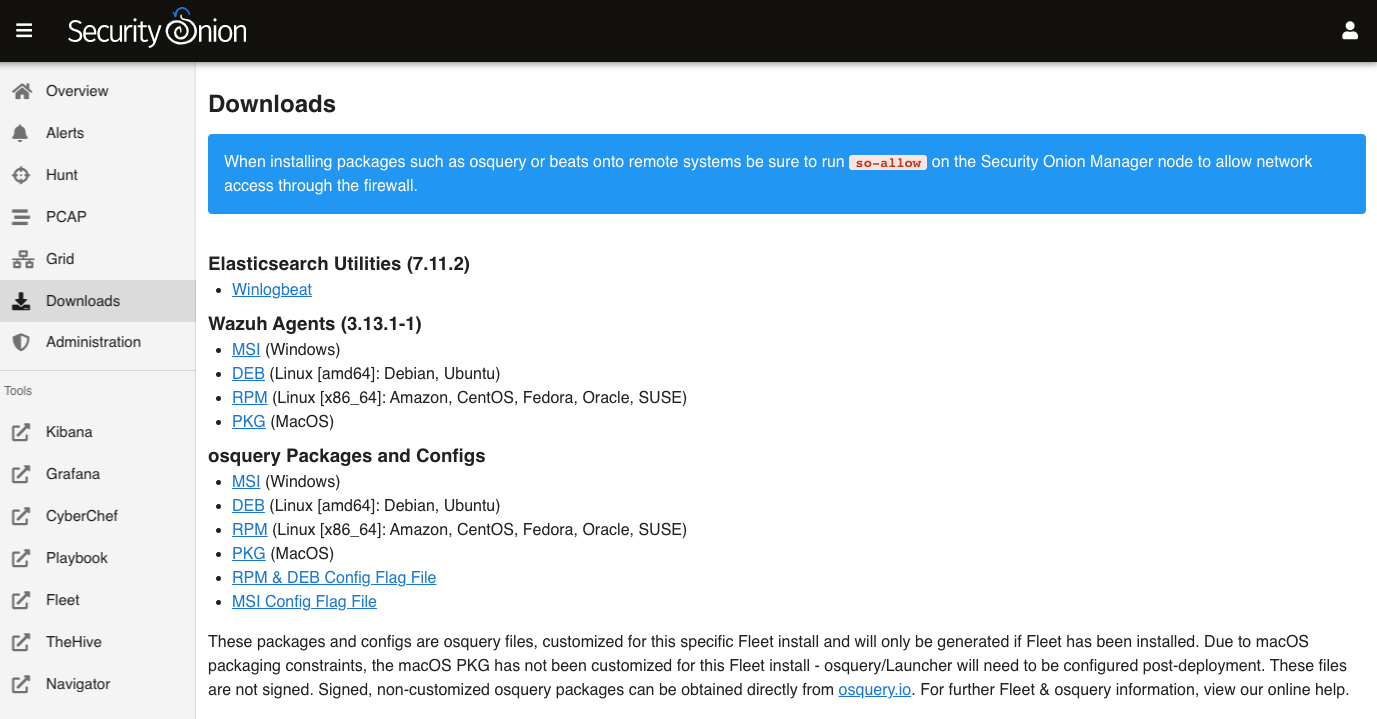 Security Onion
Overview
Alerts
Hunt
PCAP
Grid
Downloads
Administration
Tools
Kibana
Grafana
CyberChef
Playbook
Fleet
TheHive
Navigator
Downloads
When installing packages such as osquery or beats onto remote systems be sure to run so-allow on the Security Onion Manager node to allow network
access through the firewall.
Elasticsearch Utilities (7.11.2)
• Winlogbeat
Wazuh Agents (3.13.1-1)
• MSI (Windows)
• DEB (Linux [amd64]: Debian, Ubuntu)
• RPM (Linux [x86_64]: Amazon, CentOS, Fedora, Oracle, SUSE)
• PKG (MacOS)
osquery Packages and Configs
• MSI (Windows)
• DEB (Linux [amd64]: Debian, Ubuntu)
• RPM (Linux [x86_64]: Amazon, CentOS, Fedora, Oracle, SUSE)
• PKG (MacOS)
• RPM & DEB Config Flag File
• MSI Config Flag File
These packages and configs are osquery files, customized for this specific Fleet install and will only be generated if Fleet has been installed. Due to macOS
packaging constraints, the macOS PKG has not been customized for this Fleet install - osquery/Launcher will need to be configured post-deployment. These files
are not signed. Signed, non-customized osquery packages can be obtained directly from osquery.io. For further Fleet & osquery information, view our online help.